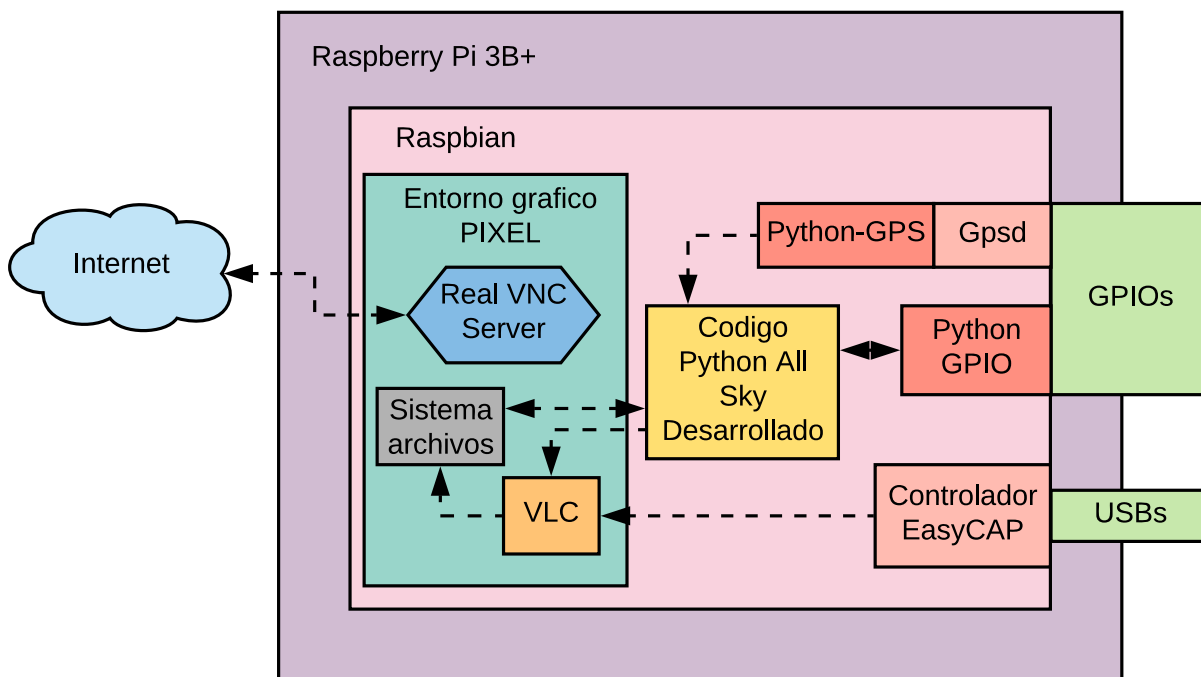 Raspberry Pi 3B+
Raspbian
Entorno grafico
PIXEL
Internet
Real VNC
Server
Sistema
archivos
VLC
Codigo
Python All
Sky
Desarrollado
Python-GPS
Gpsd
GPIOs
Python
GPIO
Controlador
EasyCAP
USBs